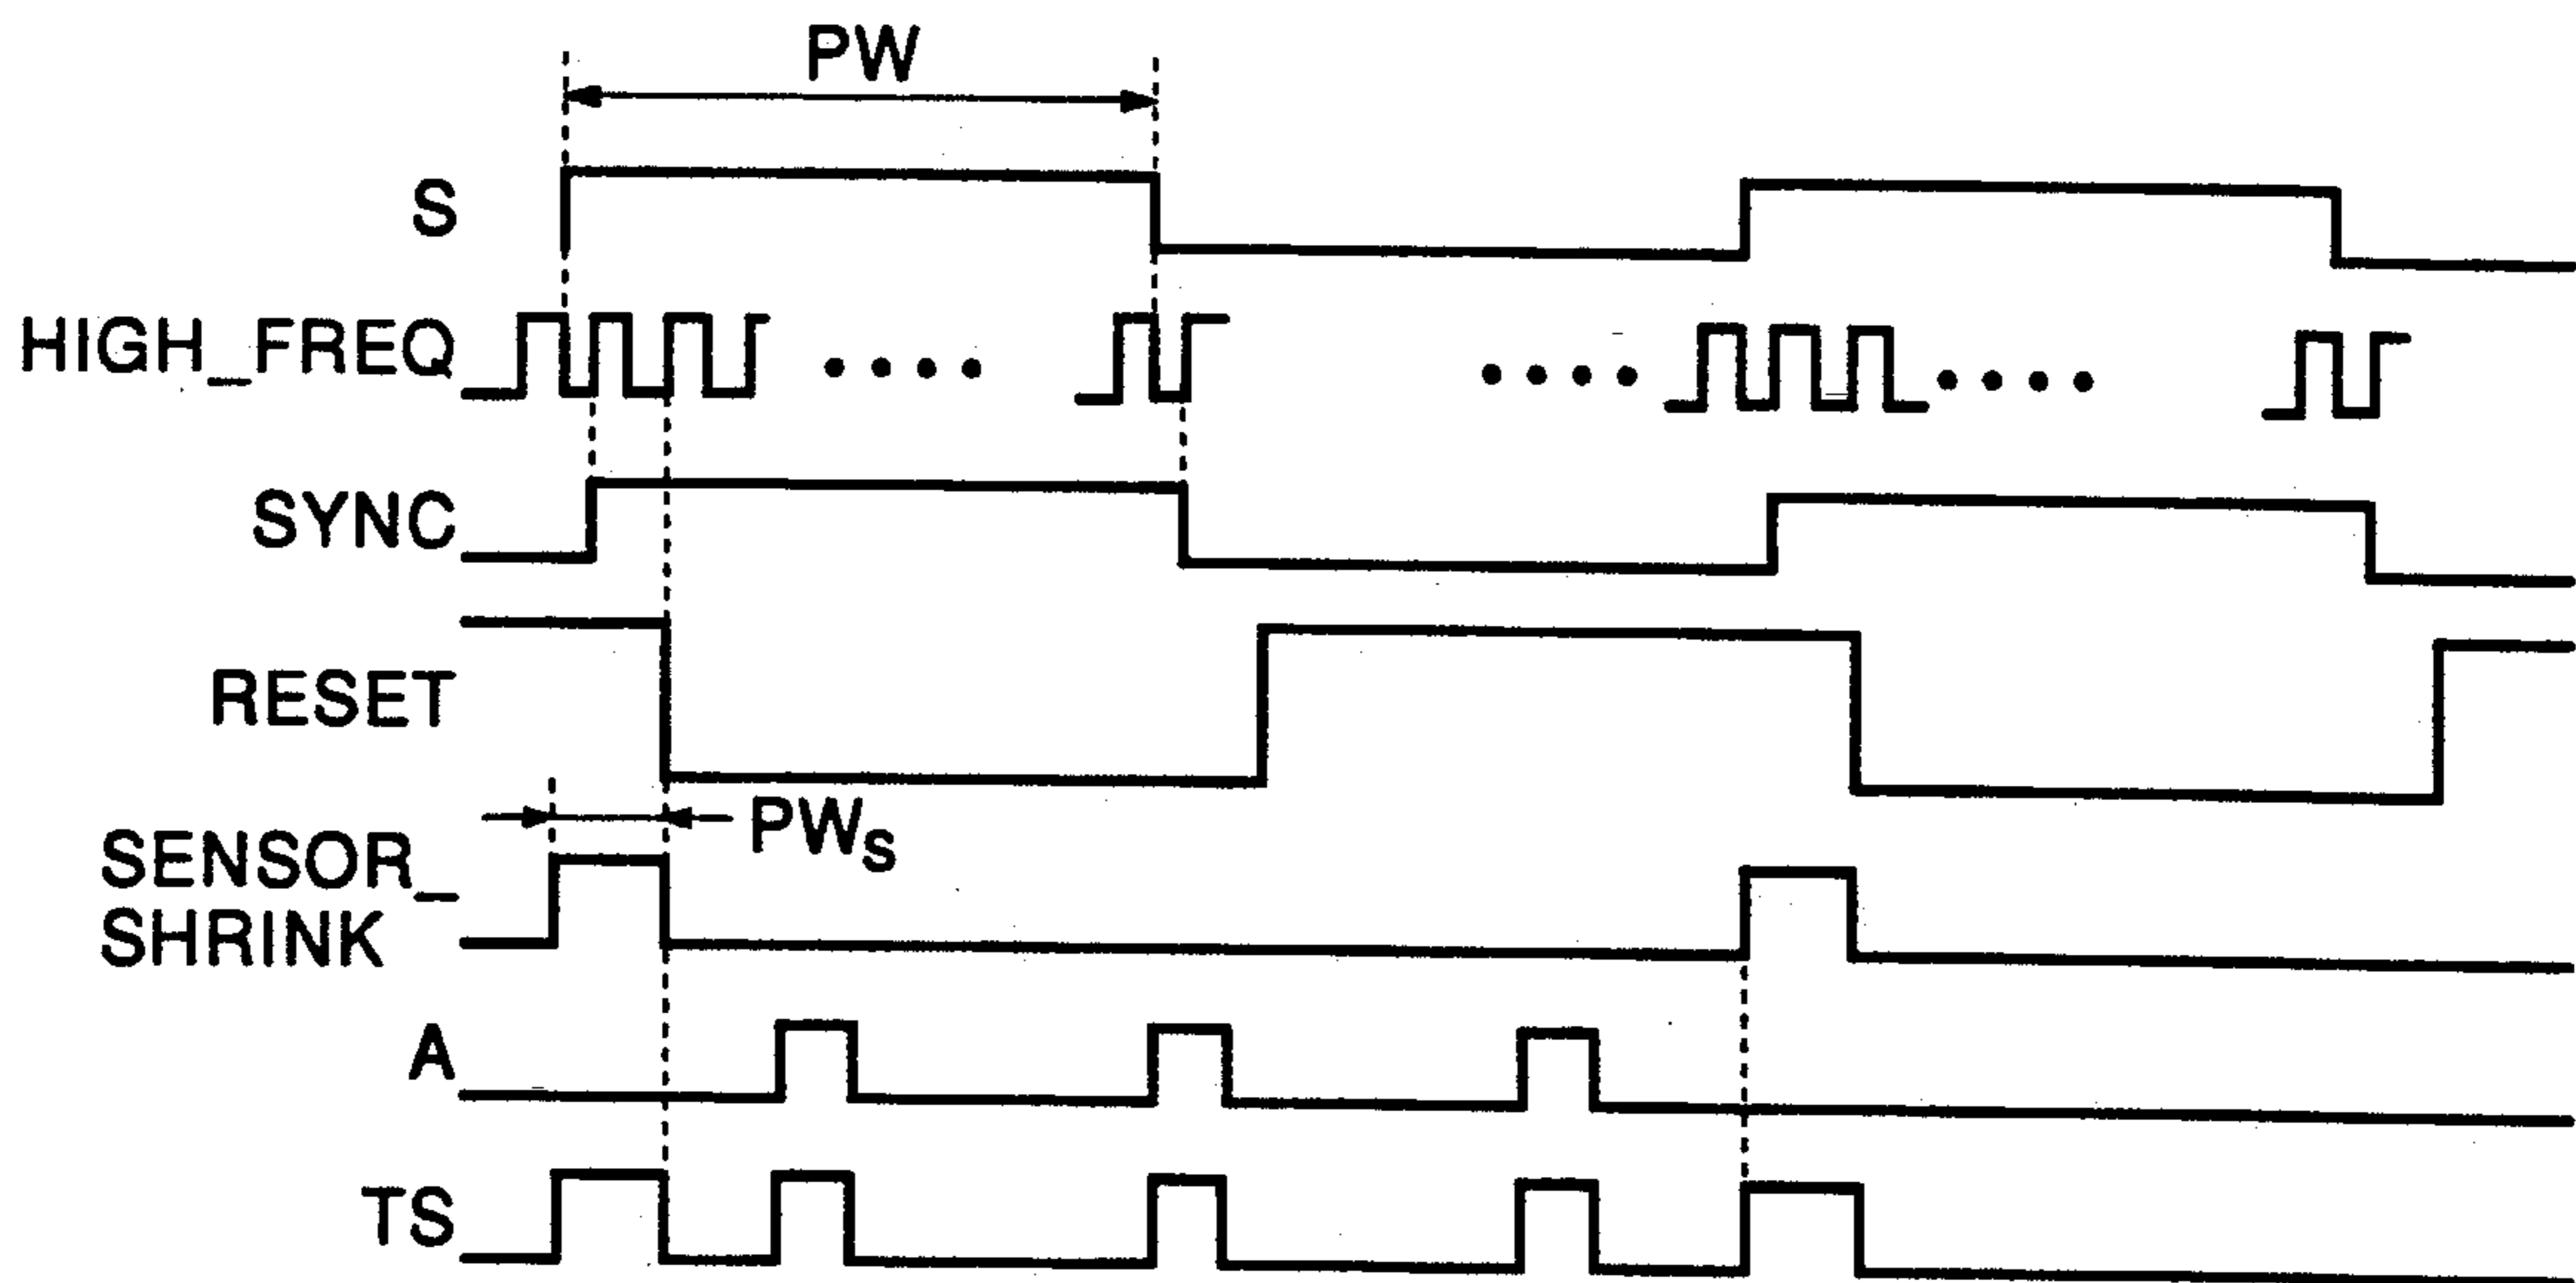 PW
S
HIGH_FREQ
SYNC
RESET
PWS
SENSOR_
SHRINK
A
TS